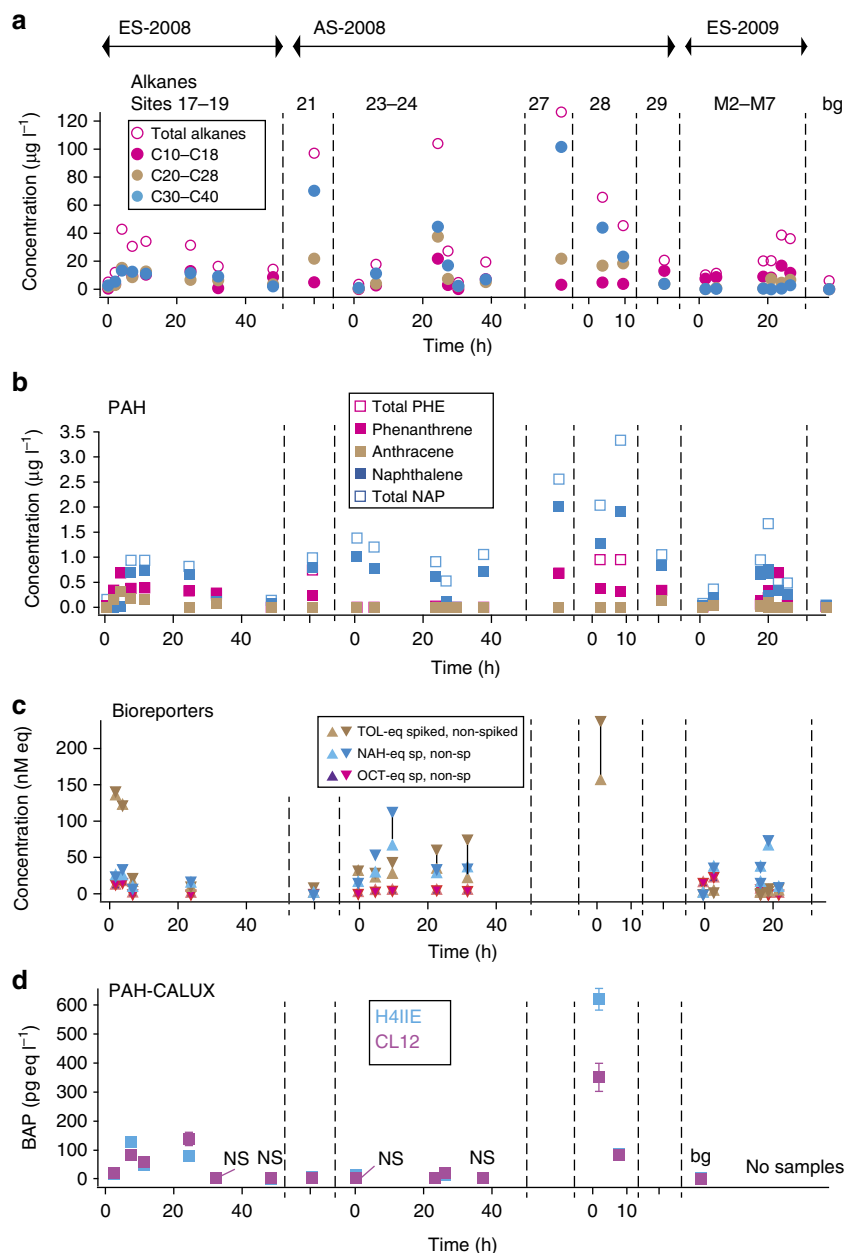 a
ES-2008 AS-2008 ES-2009
Alkanes
Sites 17–19 21 23–24 27 28 29 M2–M7 bg
Concentration (µg l⁻¹)
120
100
80
60
40
20
0
Total alkanes
C10–C18
C20–C28
C30–C40
0 20 40 0 20 40 0 10 0 20
Time (h)
b
PAH
Concentration (µg l⁻¹)
3.5
3.0
2.5
2.0
1.5
1.0
0.5
0.0
Total PHE
Phenanthrene
Anthracene
Naphthalene
Total NAP
0 20 40 0 20 40 0 10 0 20
Time (h)
c
Bioreporters
Concentration (nM eq)
200
150
100
50
0
TOL-eq spiked, non-spiked
NAH-eq sp, non-sp
OCT-eq sp, non-sp
0 20 40 0 20 40 0 10 0 20
Time (h)
d
PAH-CALUX
BAP (pg eq l⁻¹)
600
500
400
300
200
100
0
H4IIE
CL12
NS NS NS NS bg No samples
0 20 40 0 20 40 0 10
Time (h)